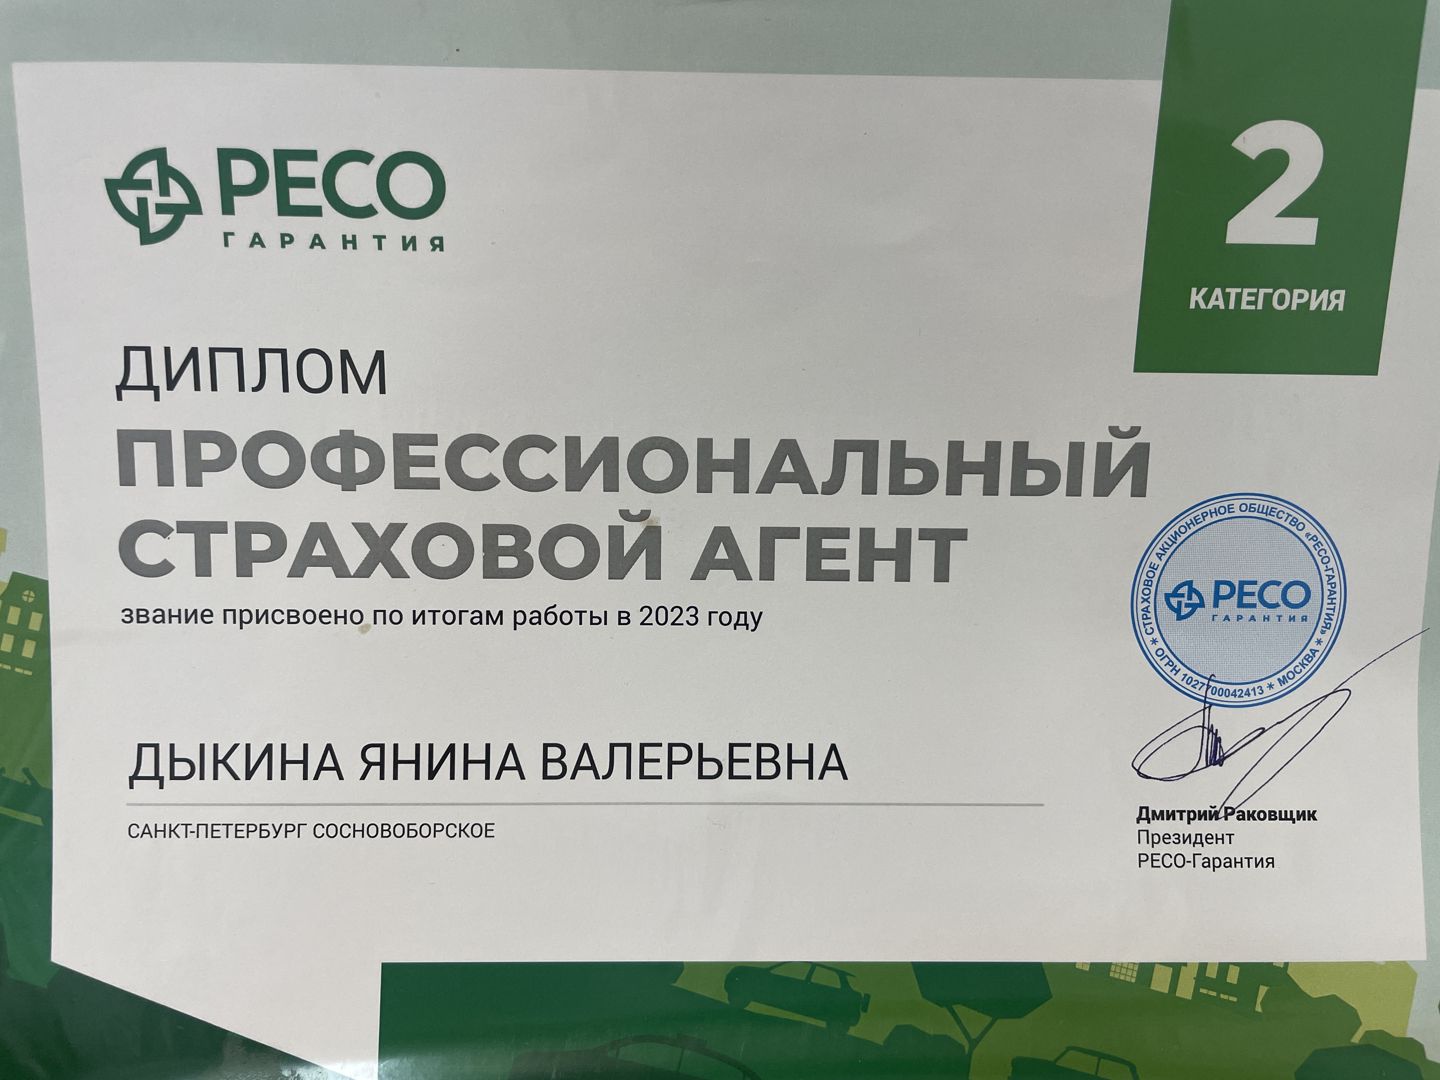 РЕСО
ГАРАНТИЯ
2
КАТЕГОРИЯ
ДИПЛОМ
ПРОФЕССИОНАЛЬНЫЙ
СТРАХОВОЙ АГЕНТ
звание присвоено по итогам работы в 2023 году
СТРАХОВОЕ АКЦИОНЕРНОЕ ОБЩЕСТВО «РЕСО-ГАРАНТИЯ»
РЕСО
ГАРАНТИЯ
* ОГРН 1027700042413 * МОСКВА *
ДЫКИНА ЯНИНА ВАЛЕРЬЕВНА
САНКТ-ПЕТЕРБУРГ СОСНОВОБОРСКОЕ
Дмитрий Раковщик
Президент
РЕСО-Гарантия